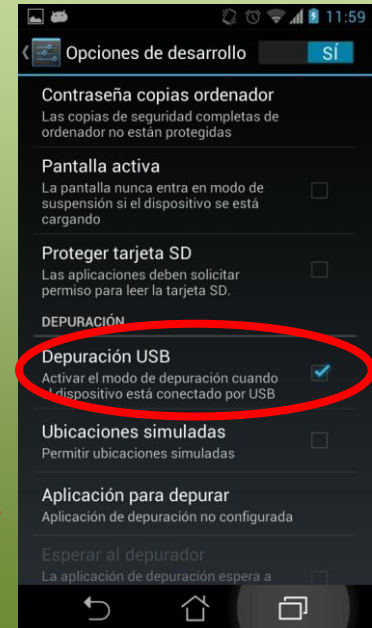 11:59
Opciones de desarrollo
SÍ
Contraseña copias ordenador
Las copias de seguridad completas de
ordenador no están protegidas
Pantalla activa
La pantalla nunca entra en modo de
suspensión si el dispositivo se está
cargando
Proteger tarjeta SD
Las aplicaciones deben solicitar
permiso para leer la tarjeta SD.
DEPURACIÓN
Depuración USB
Activar el modo de depuración cuando
el dispositivo está conectado por USB
Ubicaciones simuladas
Permitir ubicaciones simuladas
Aplicación para depurar
Aplicación de depuración no configurada
Esperar al depurador
La aplicación de depuración espera a